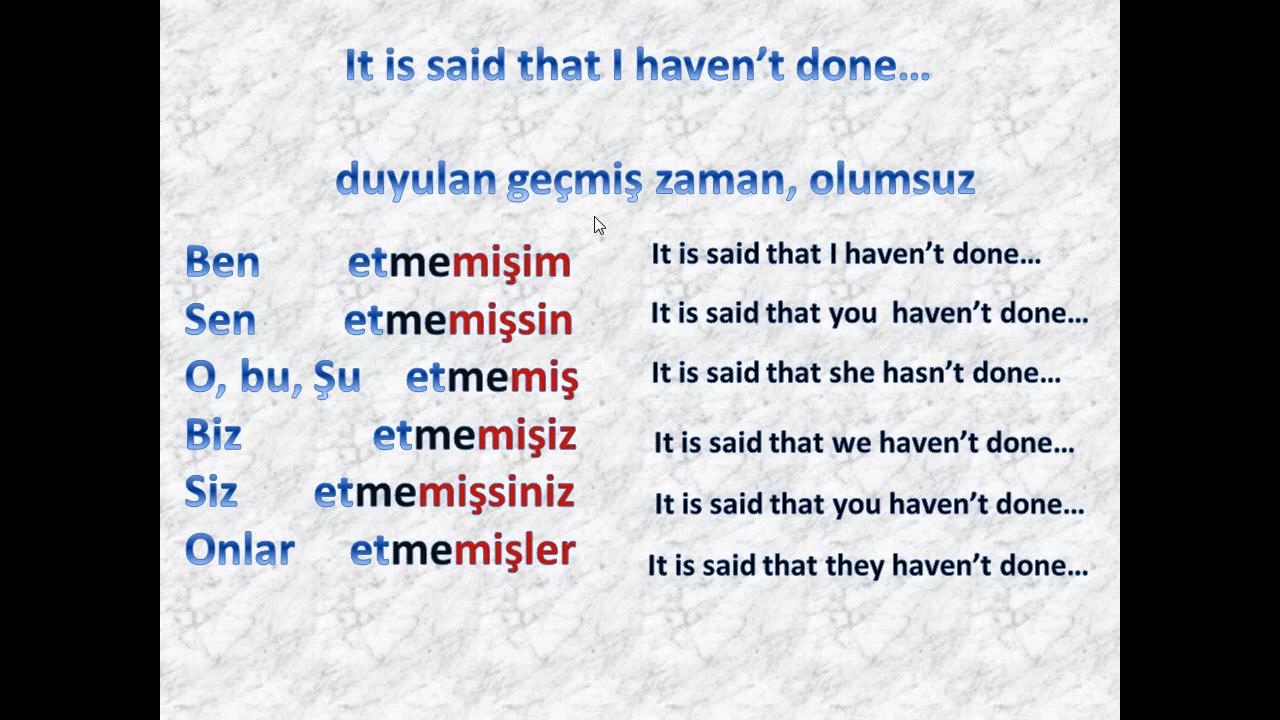 It is said that I haven’t done…
duyulan geçmiş zaman, olumsuz
Ben etmemişim It is said that I haven’t done…
Sen etmemişsin It is said that you haven’t done…
O, bu, Şu etmemiş It is said that she hasn’t done…
Biz etmemişiz It is said that we haven’t done…
Siz etmemişsiniz It is said that you haven’t done…
Onlar etmemişler It is said that they haven’t done…